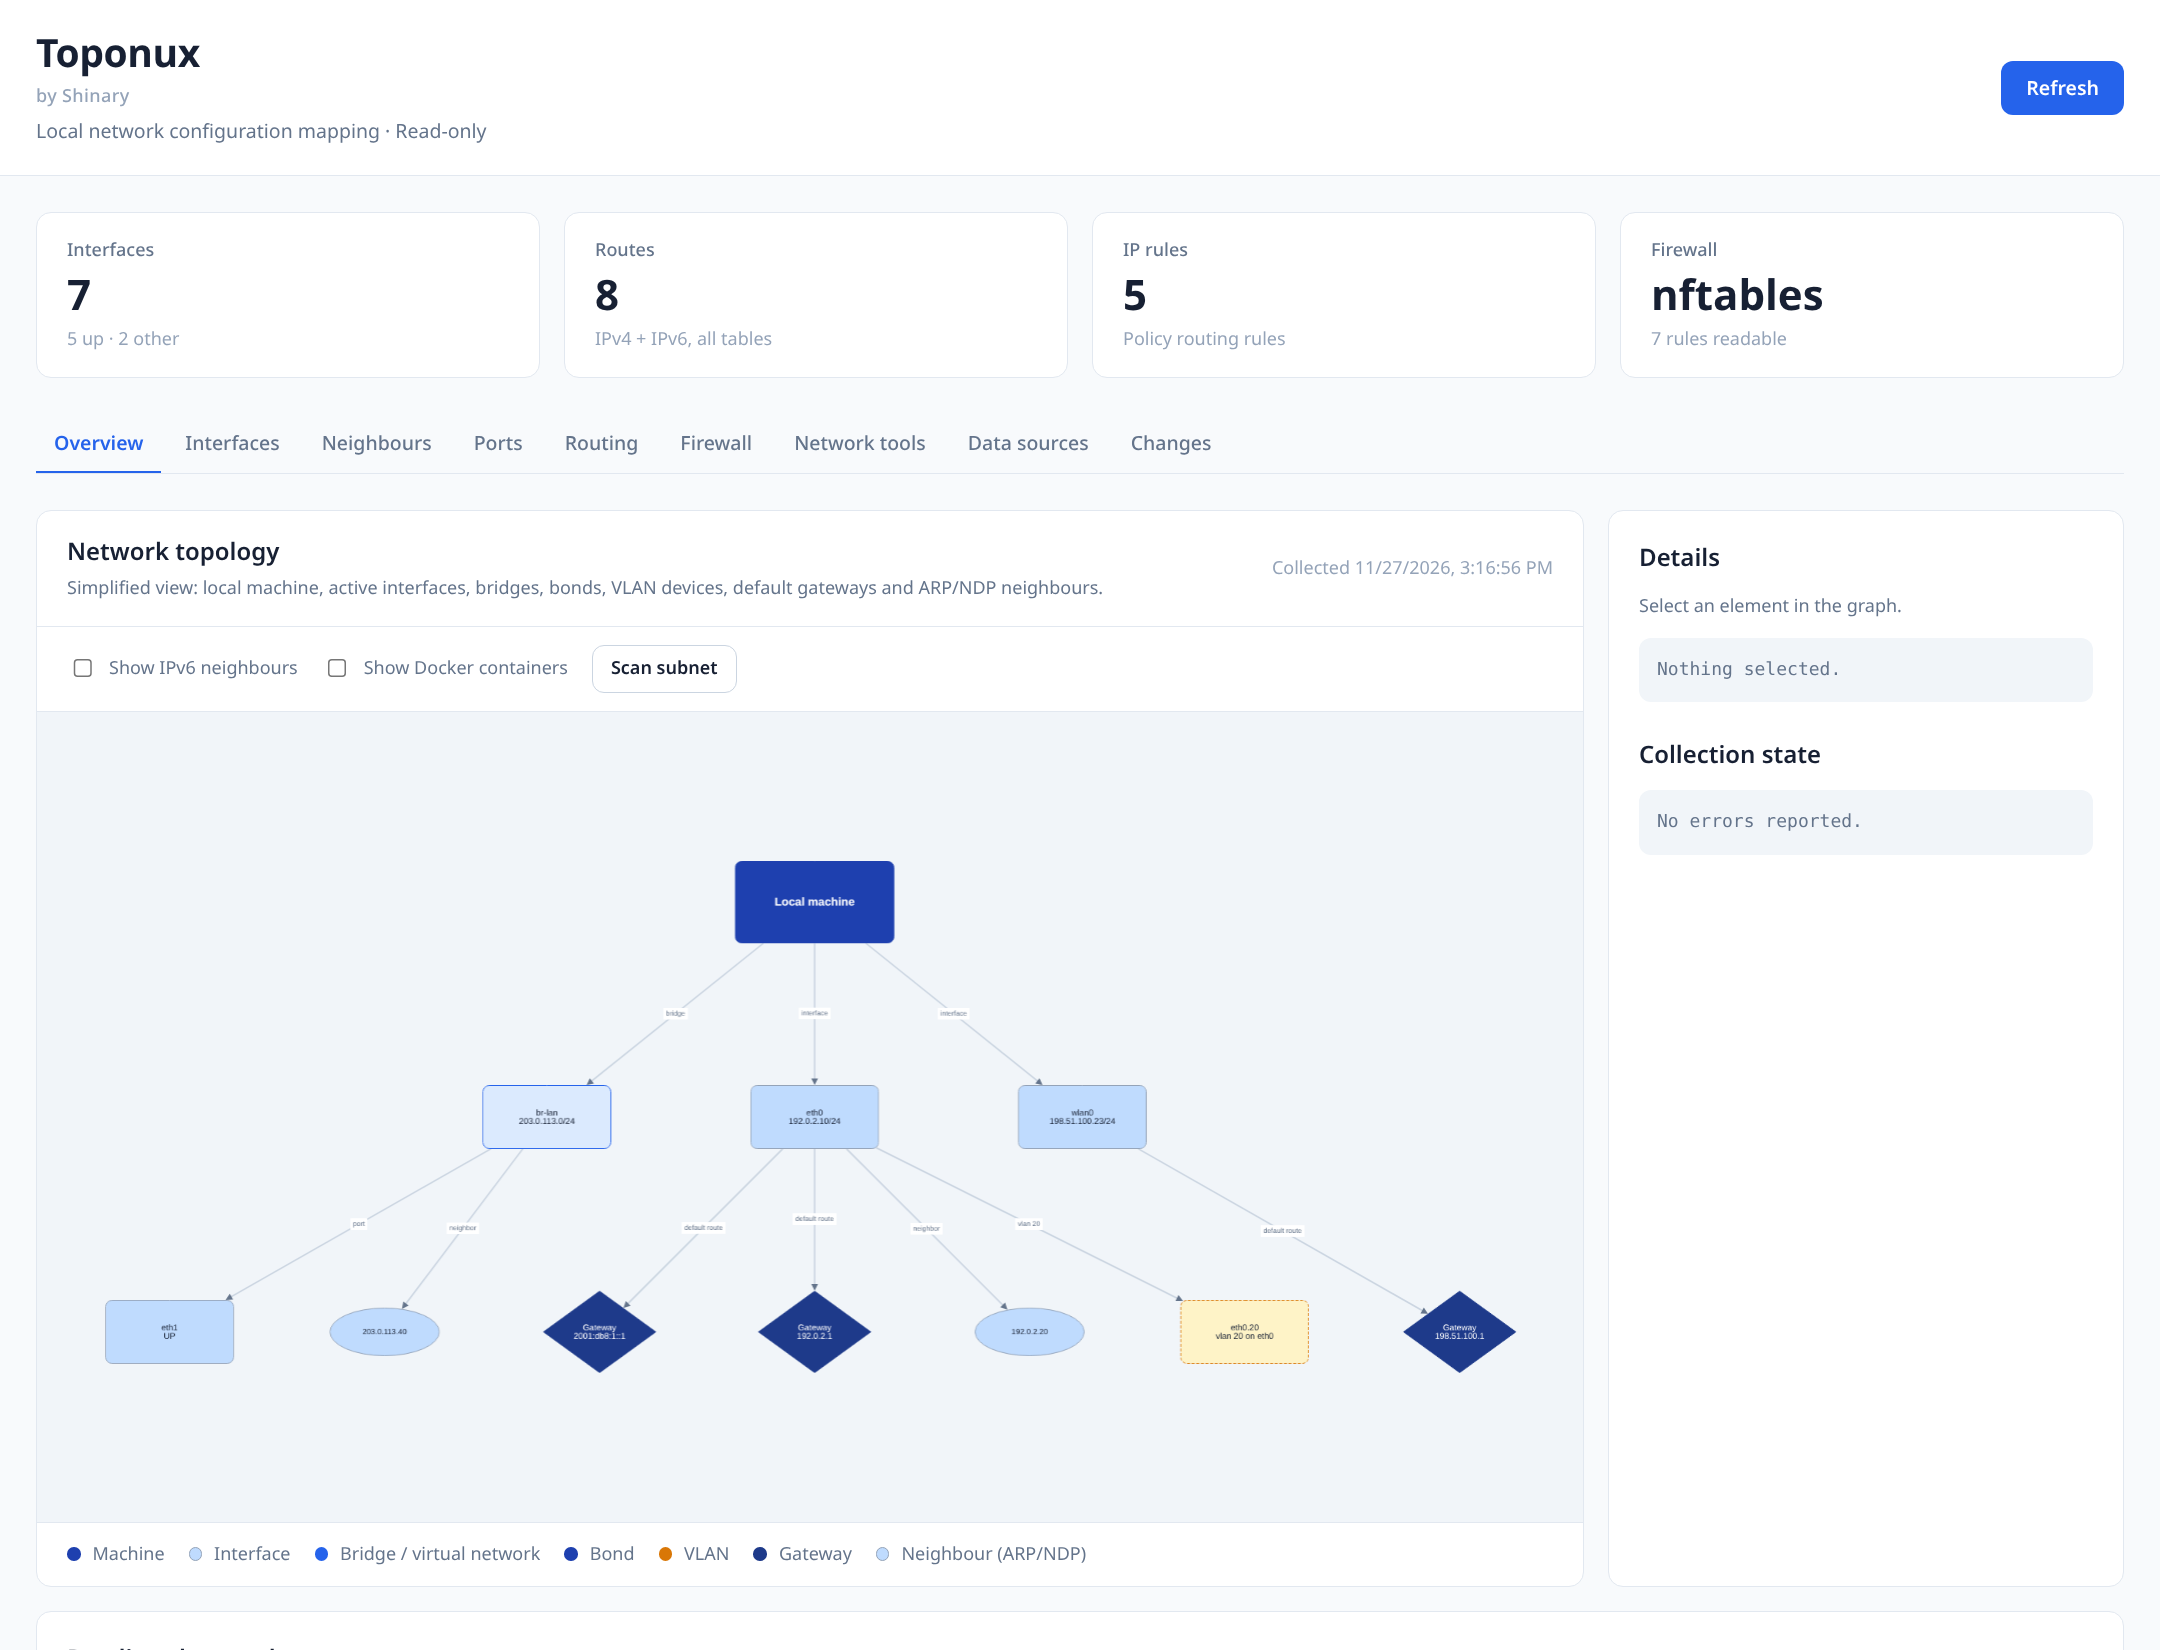 Toponux
by Shinary
Local network configuration mapping · Read-only
Refresh
Interfaces
7
5 up · 2 other
Routes
8
IPv4 + IPv6, all tables
IP rules
5
Policy routing rules
Firewall
nftables
7 rules readable
Overview
Interfaces
Neighbours
Ports
Routing
Firewall
Network tools
Data sources
Changes
Network topology
Simplified view: local machine, active interfaces, bridges, bonds, VLAN devices, default gateways and ARP/NDP neighbours.
Collected 11/27/2026, 3:16:56 PM
Show IPv6 neighbours
Show Docker containers
Scan subnet
Local machine
bridge
interface
interface
br-lan
203.0.113.0/24
eth0
192.0.2.10/24
wlan0
198.51.100.23/24
port
neighbor
default route
default route
neighbor
vlan 20
default route
eth1
UP
203.0.113.40
Gateway
2001:db8:1::1
Gateway
192.0.2.1
192.0.2.20
eth0.20
vlan 20 on eth0
Gateway
198.51.100.1
Machine
Interface
Bridge / virtual network
Bond
VLAN
Gateway
Neighbour (ARP/NDP)
Details
Select an element in the graph.
Nothing selected.
Collection state
No errors reported.